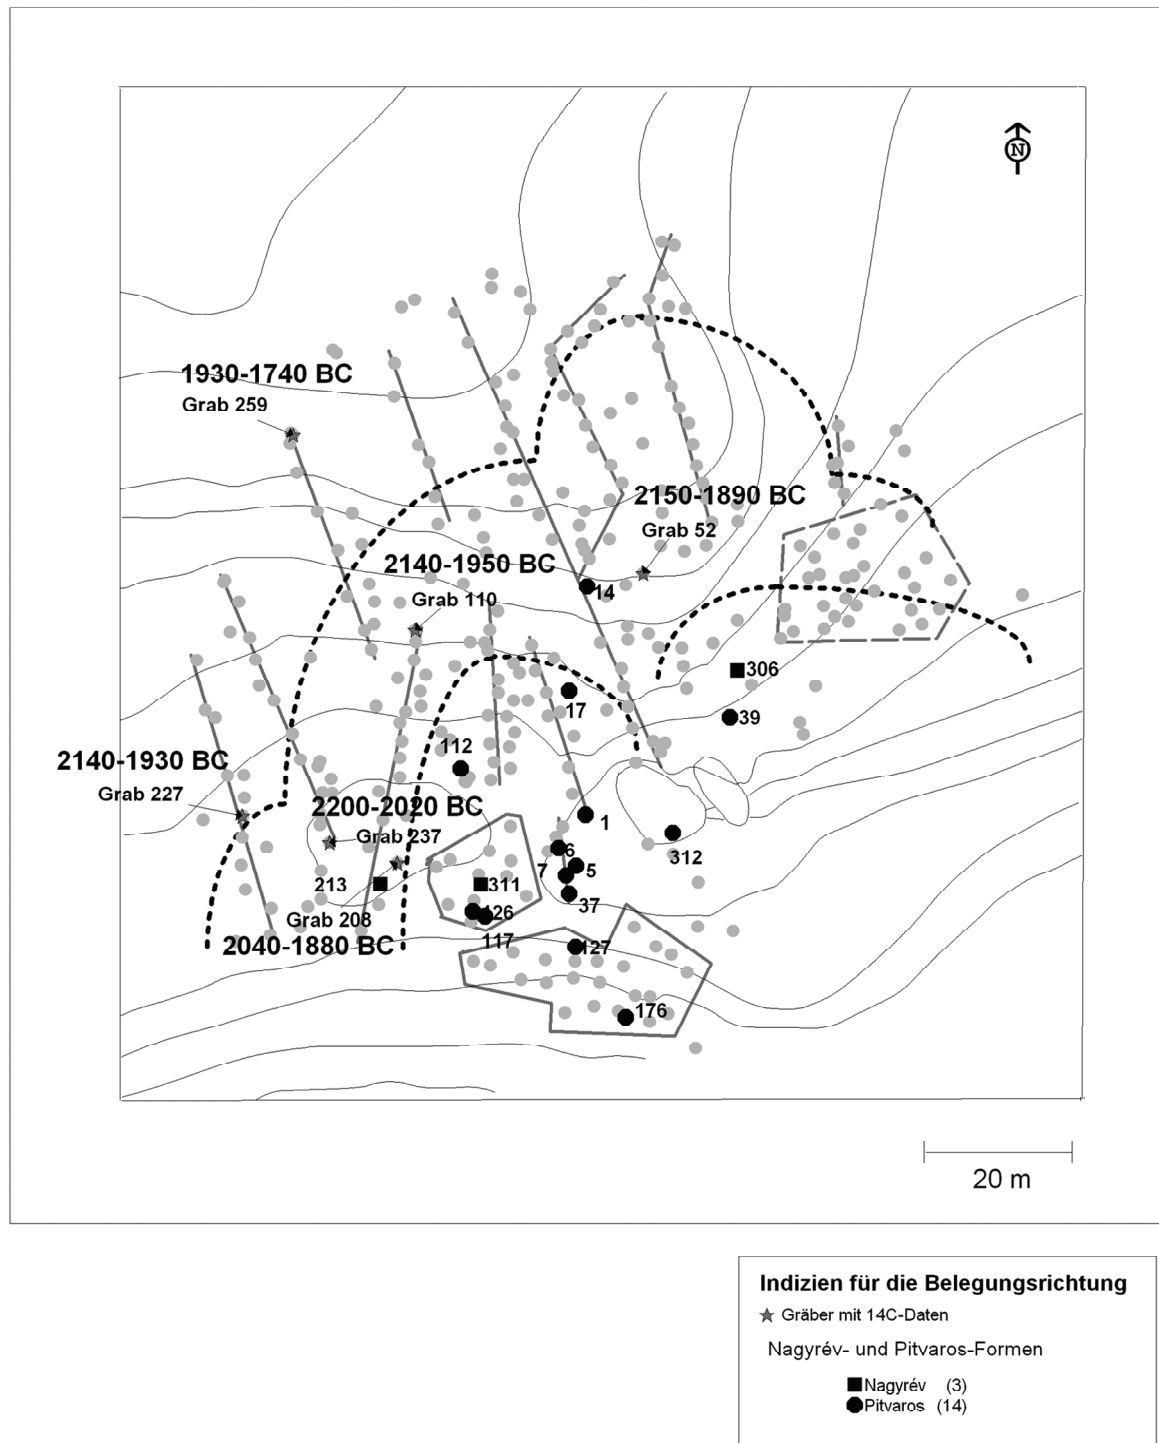 N
1930-1740 BC
Grab 259
2150-1890 BC
Grab 52
2140-1950 BC
Grab 110
14
306
39
17
112
2140-1930 BC
Grab 227
2200-2020 BC
Grab 237
1
6
7
5
312
213
311
37
126
Grab 208
117
127
2040-1880 BC
176
20 m
Indizien für die Belegungsrichtung
Gräber mit 14C-Daten
Nagyrév- und Pitvaros-Formen
Nagyrév (3)
Pitvaros (14)